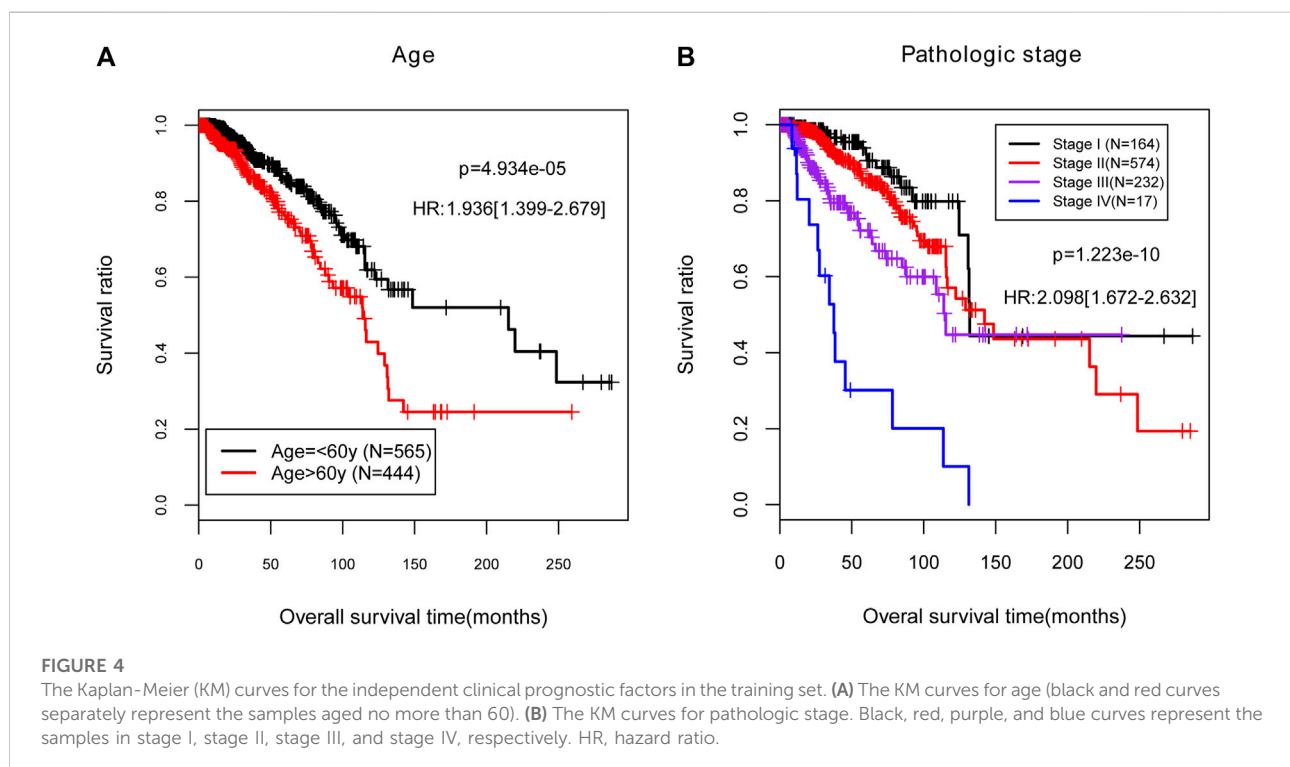 A
Age
1.0
0.8
0.6
0.4
0.2
0.0
Survival ratio
p=4.934e-05
HR:1.936[1.399-2.679]
Age=<60y (N=565)
Age>60y (N=444)
0 50 100 150 200 250
Overall survival time(months)
B
Pathologic stage
1.0
0.8
0.6
0.4
0.2
0.0
Survival ratio
Stage I (N=164)
Stage II(N=574)
Stage III(N=232)
Stage IV(N=17)
p=1.223e-10
HR:2.098[1.672-2.632]
0 50 100 150 200 250
Overal survival time(months)
FIGURE 4
The Kaplan-Meier (KM) curves for the independent clinical prognostic factors in the training set. (A) The KM curves for age (black and red curves
separately represent the samples aged no more than 60). (B) The KM curves for pathologic stage. Black, red, purple, and blue curves represent the
samples in stage I, stage II, stage III, and stage IV, respectively. HR, hazard ratio.